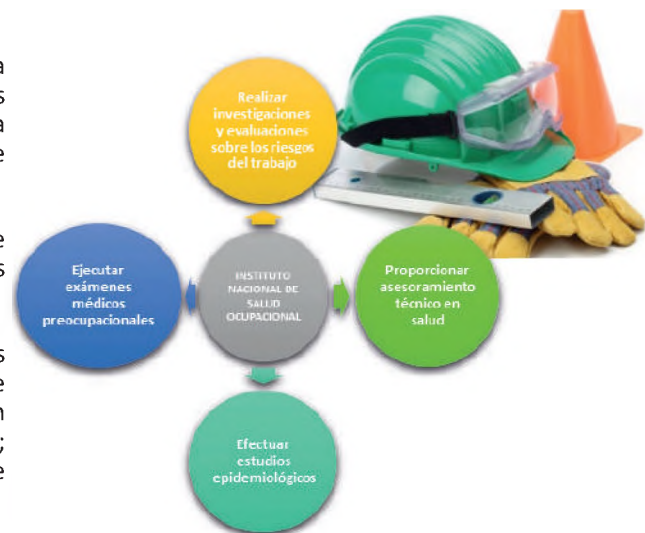 a
s
a
e
e
s
s
e
n
;
e
Realizar
investigaciones
y evaluaciones
sobre los riesgos
del trabajo
Ejecutar
exámenes
médicos
preocupacionales
INSTITUTO
NACIONAL DE
SALUD
OCUPACIONAL
Proporcionar
asesoramiento
técnico en
salud
Efectuar
estudios
epidemiológicos